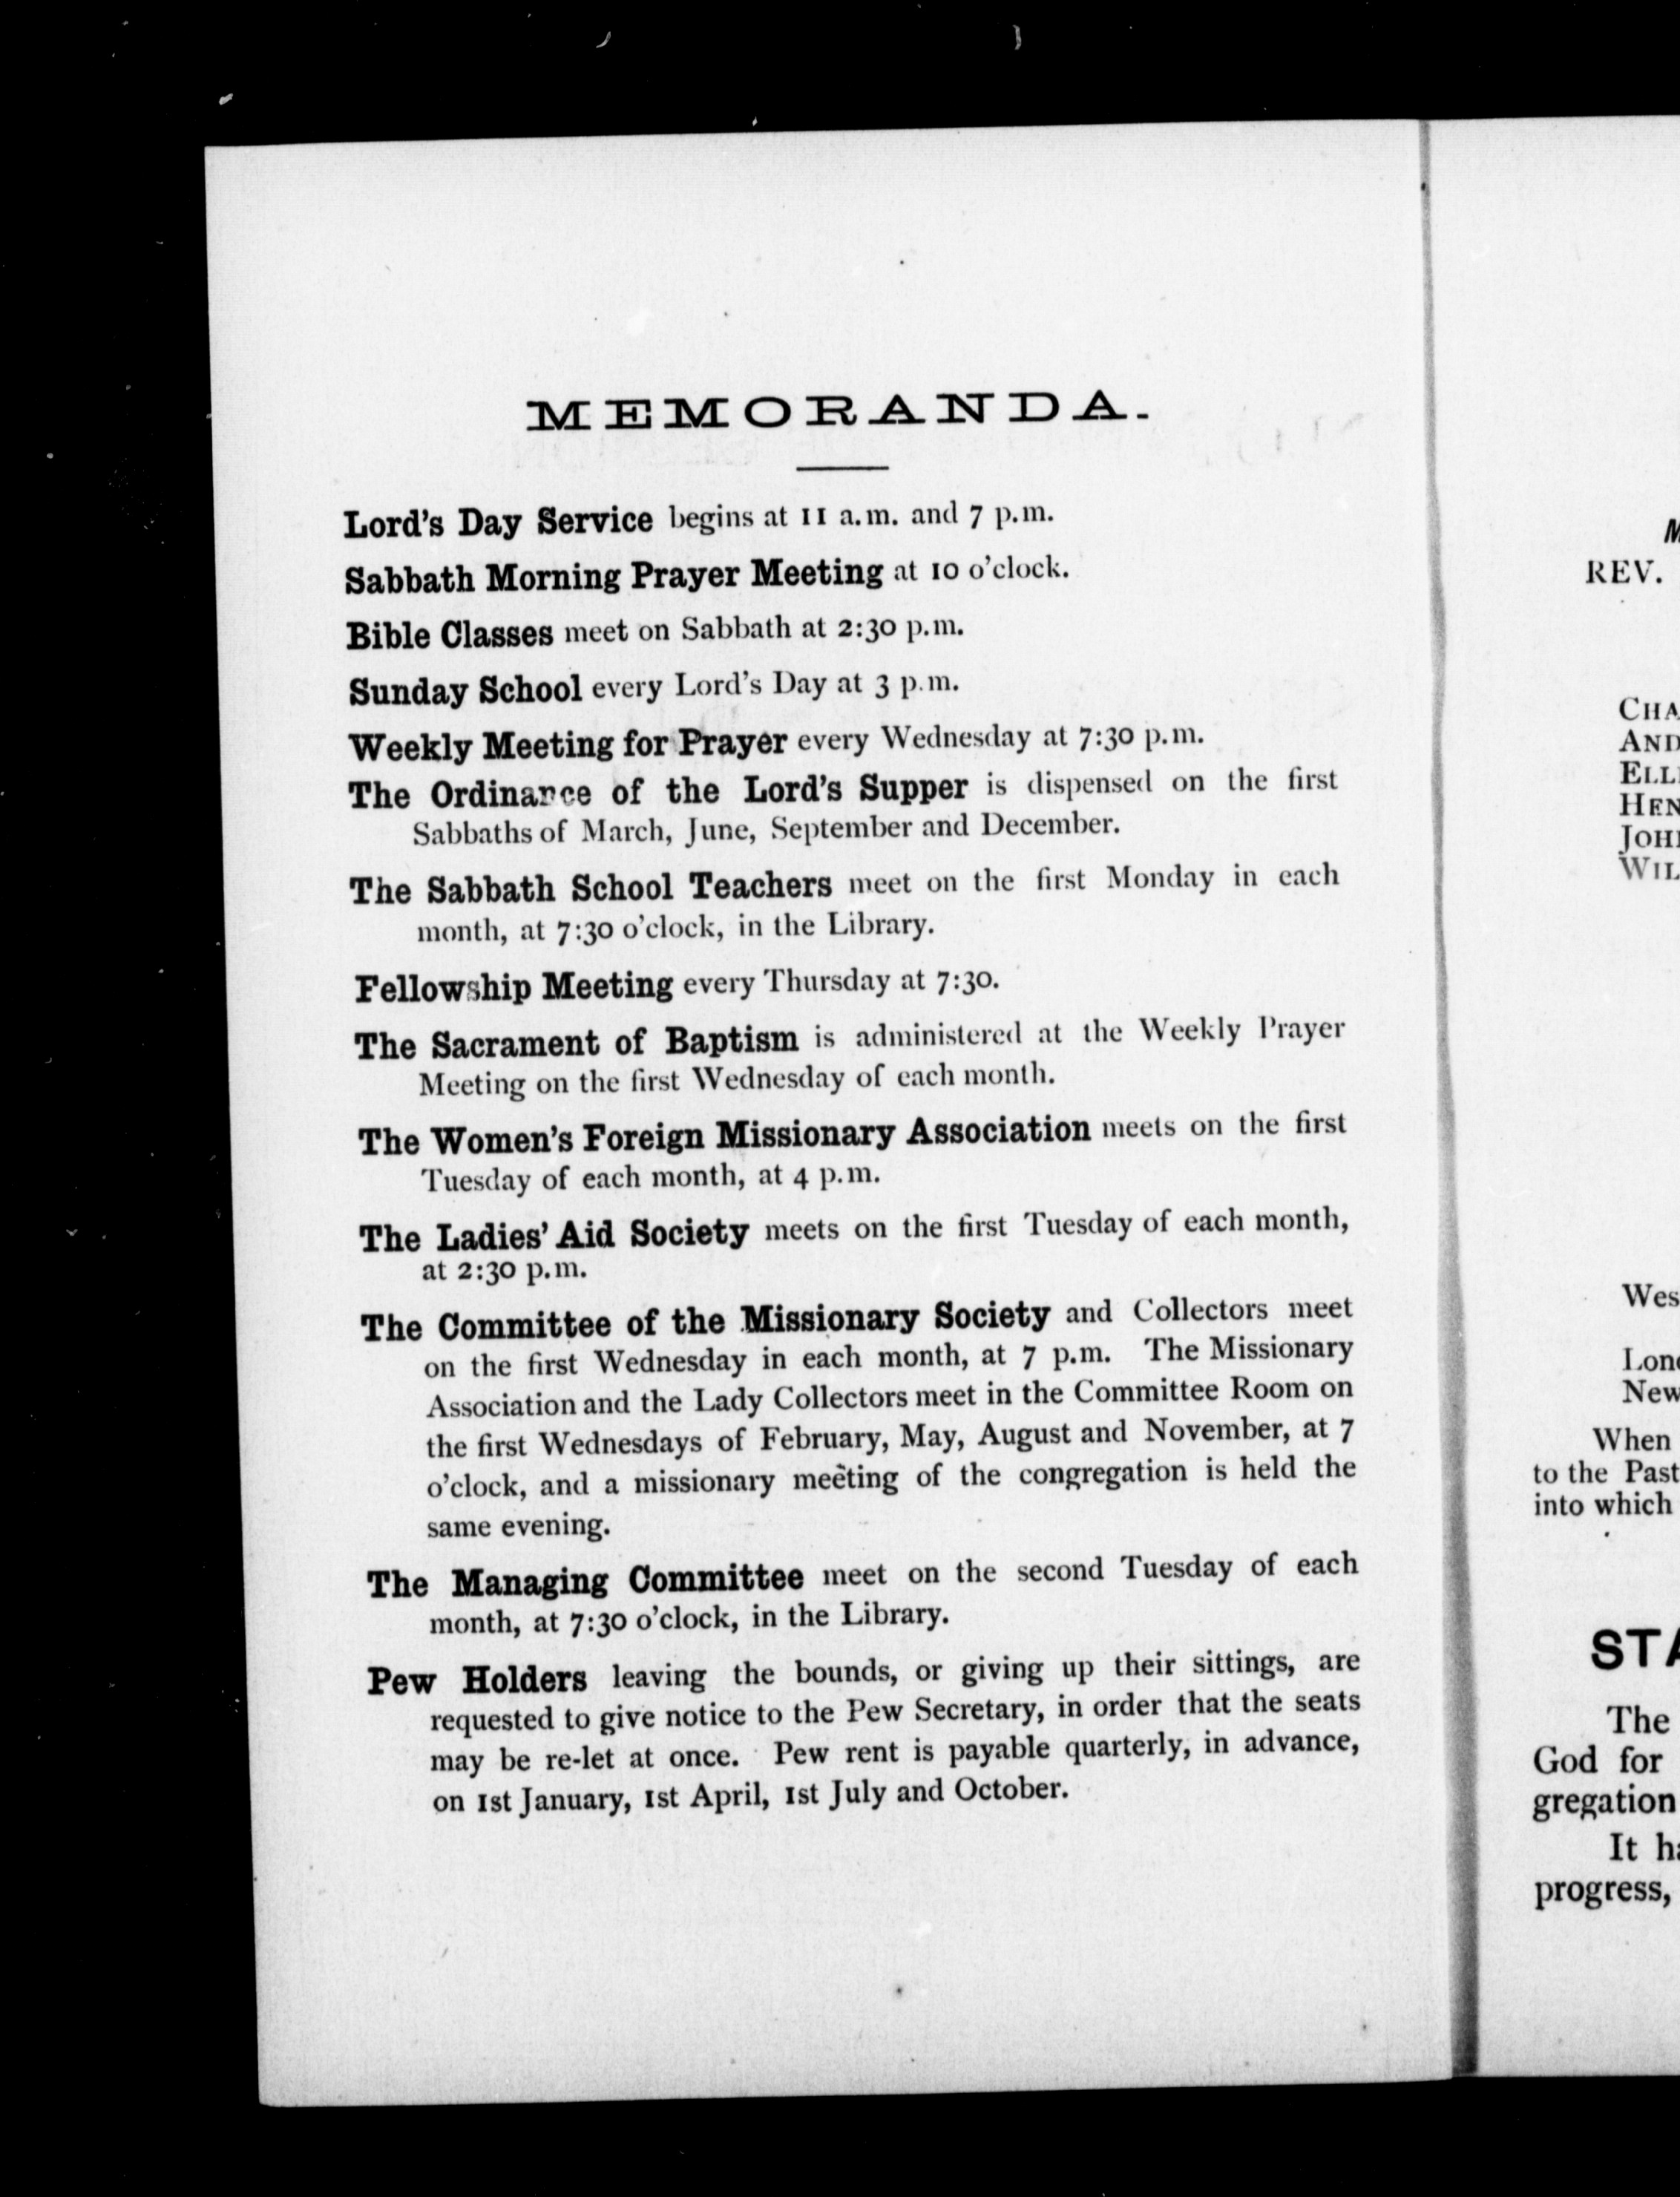 MEMORANDA.
Lord's Day Service begins at 11 a.m. and 7 p.m.
Sabbath Morning Prayer Meeting at 10 o'clock.
Bible Classes meet on Sabbath at 2:30 p.m.
Sunday School every Lord's Day at 3 p.m.
Weekly Meeting for Prayer every Wednesday at 7:30 p.m.
The Ordinance of the Lord's Supper is dispensed on the first
Sabbaths of March, June, September and December.
The Sabbath School Teachers meet on the first Monday in each
month, at 7:30 o'clock, in the Library.
Fellowship Meeting every Thursday at 7:30.
The Sacrament of Baptism is administered at the Weekly Prayer
Meeting on the first Wednesday of each month.
The Women's Foreign Missionary Association meets on the first
Tuesday of each month, at 4 p.m.
The Ladies' Aid Society meets on the first Tuesday of each month,
at 2:30 p.m.
The Committee of the Missionary Society and Collectors meet
on the first Wednesday in each month, at 7 p.m. The Missionary
Association and the Lady Collectors meet in the Committee Room on
the first Wednesdays of February, May, August and November, at 7
o'clock, and a missionary meeting of the congregation is held the
same evening.
The Managing Committee meet on the second Tuesday of each
month, at 7:30 o'clock, in the Library.
Pew Holders leaving the bounds, or giving up their sittings, are
requested to give notice to the Pew Secretary, in order that the seats
may be re-let at once. Pew rent is payable quarterly, in advance,
on 1st January, 1st April, 1st July and October.
REV.
When
to the
into which
The
God for
gregation
It
progress,